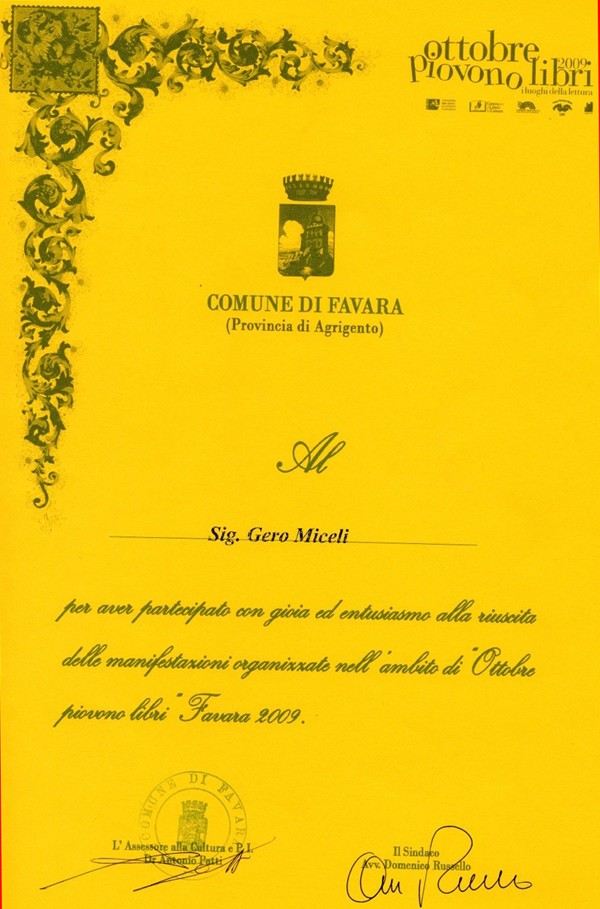 ottobre
piovono libri
2009
i luoghi della lettura
COMUNE DI FAVARA
(Provincia di Agrigento)
Al
Sig. Gero Miceli
per aver partecipato con gioia ed entusiasmo alla riuscita
delle manifestazioni organizzate nell'ambito di "Ottobre
piovono libri" Favara 2009.
COMUNE DI FAVARA
L' Assessore alla Cultura e P.I.
Dr Antonio Patti
Il Sindaco
Avv. Domenico Russello